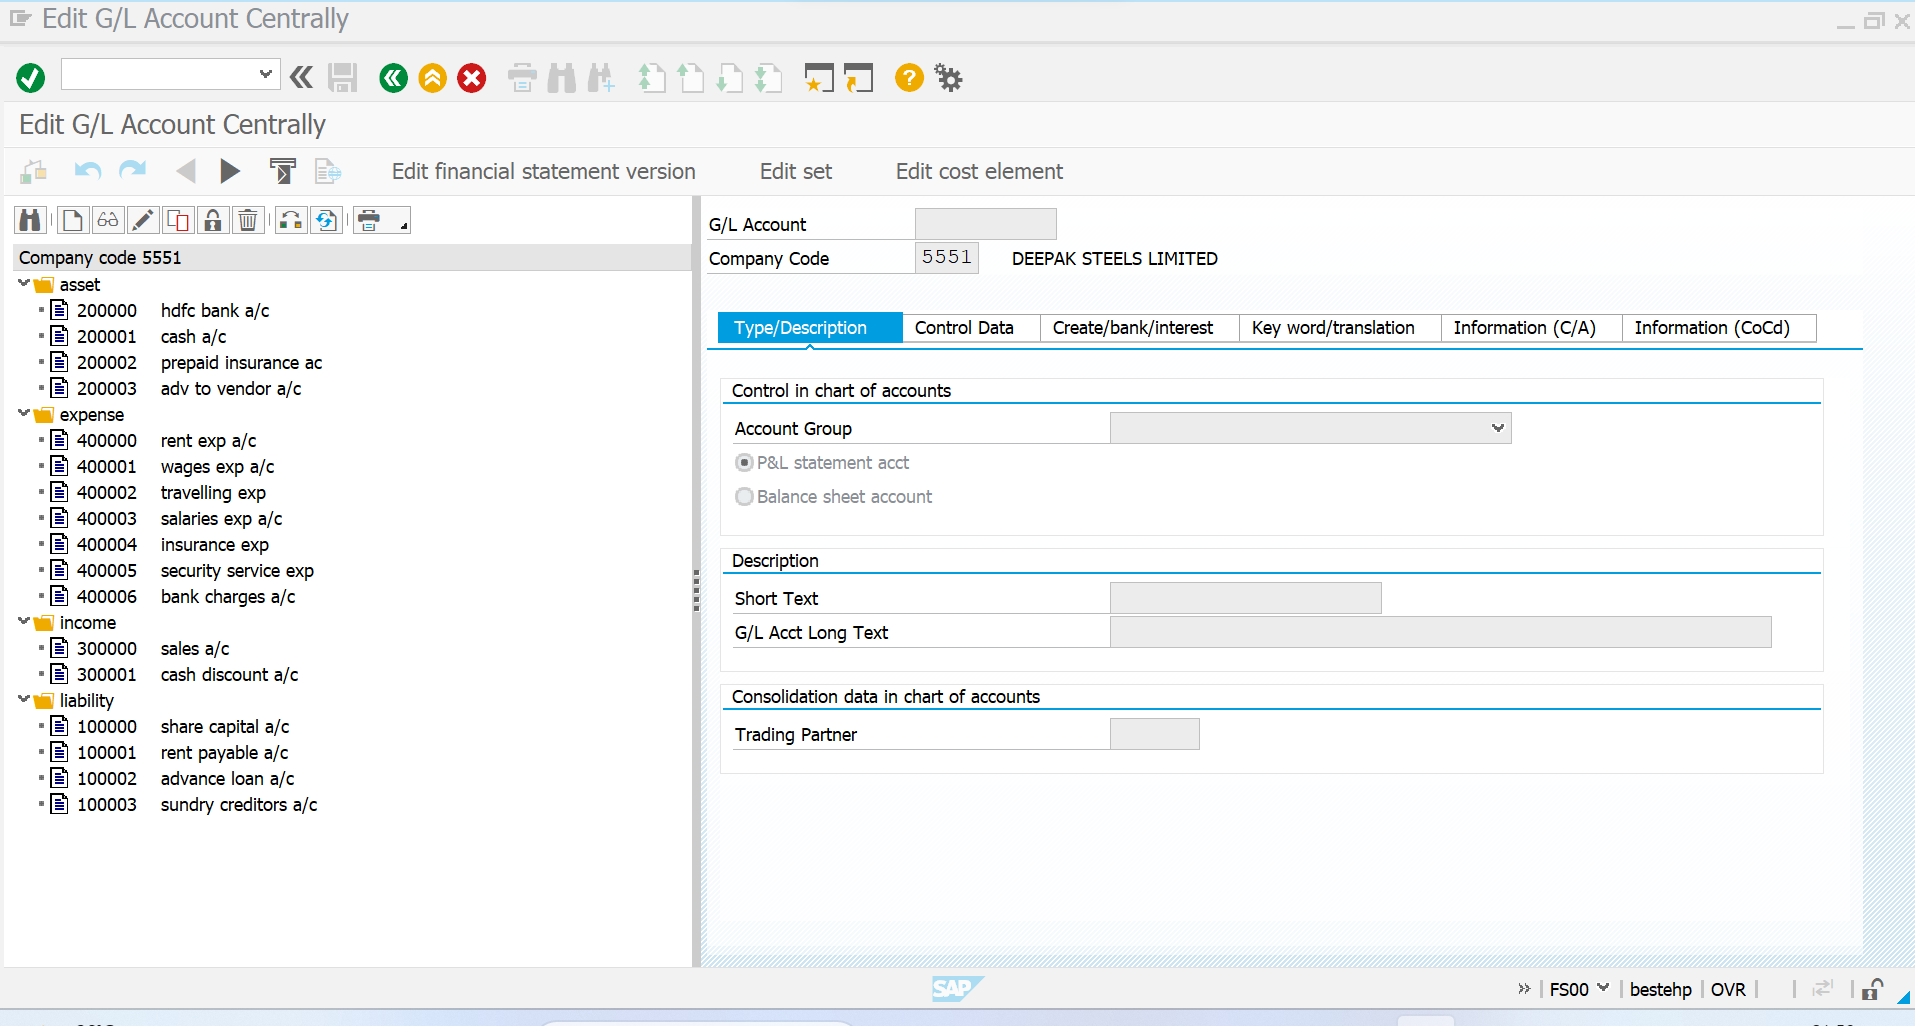 Edit G/L Account Centrally
Edit G/L Account Centrally
Edit financial statement version Edit set Edit cost element
Company code 5551
asset
200000 hdfc bank a/c
200001 cash a/c
200002 prepaid insurance ac
200003 adv to vendor a/c
expense
400000 rent exp a/c
400001 wages exp a/c
400002 travelling exp
400003 salaries exp a/c
400004 insurance exp
400005 security service exp
400006 bank charges a/c
income
300000 sales a/c
300001 cash discount a/c
liability
100000 share capital a/c
100001 rent payable a/c
100002 advance loan a/c
100003 sundry creditors a/c
G/L Account
Company Code 5551 DEEPAK STEELS LIMITED
Type/Description Control Data Create/bank/interest Key word/translation Information (C/A) Information (CoCd)
Control in chart of accounts
Account Group
P&L statement acct
Balance sheet account
Description
Short Text
G/L Acct Long Text
Consolidation data in chart of accounts
Trading Partner
SAP
FS00 bestehp OVR